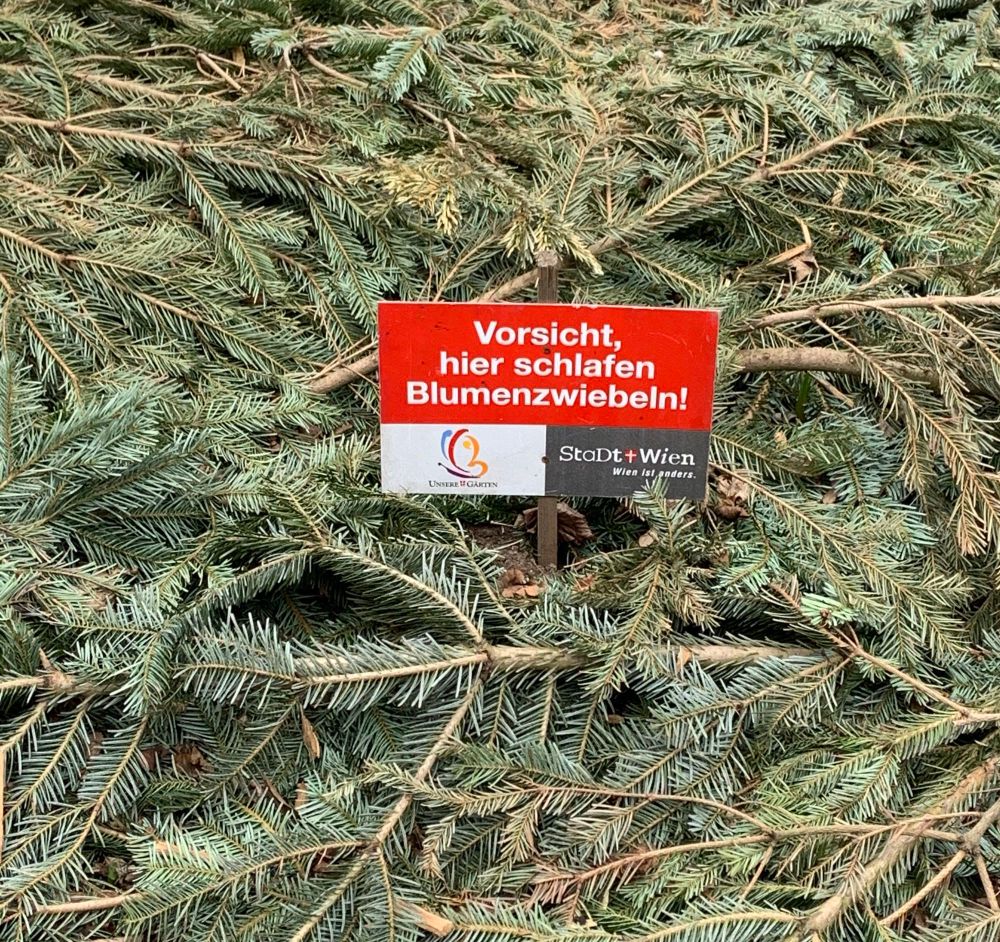 Vorsicht,
hier schlafen
Blumenzwiebeln!
UNSERE GÄRTEN
StaDt Wien
Wien ist anders.